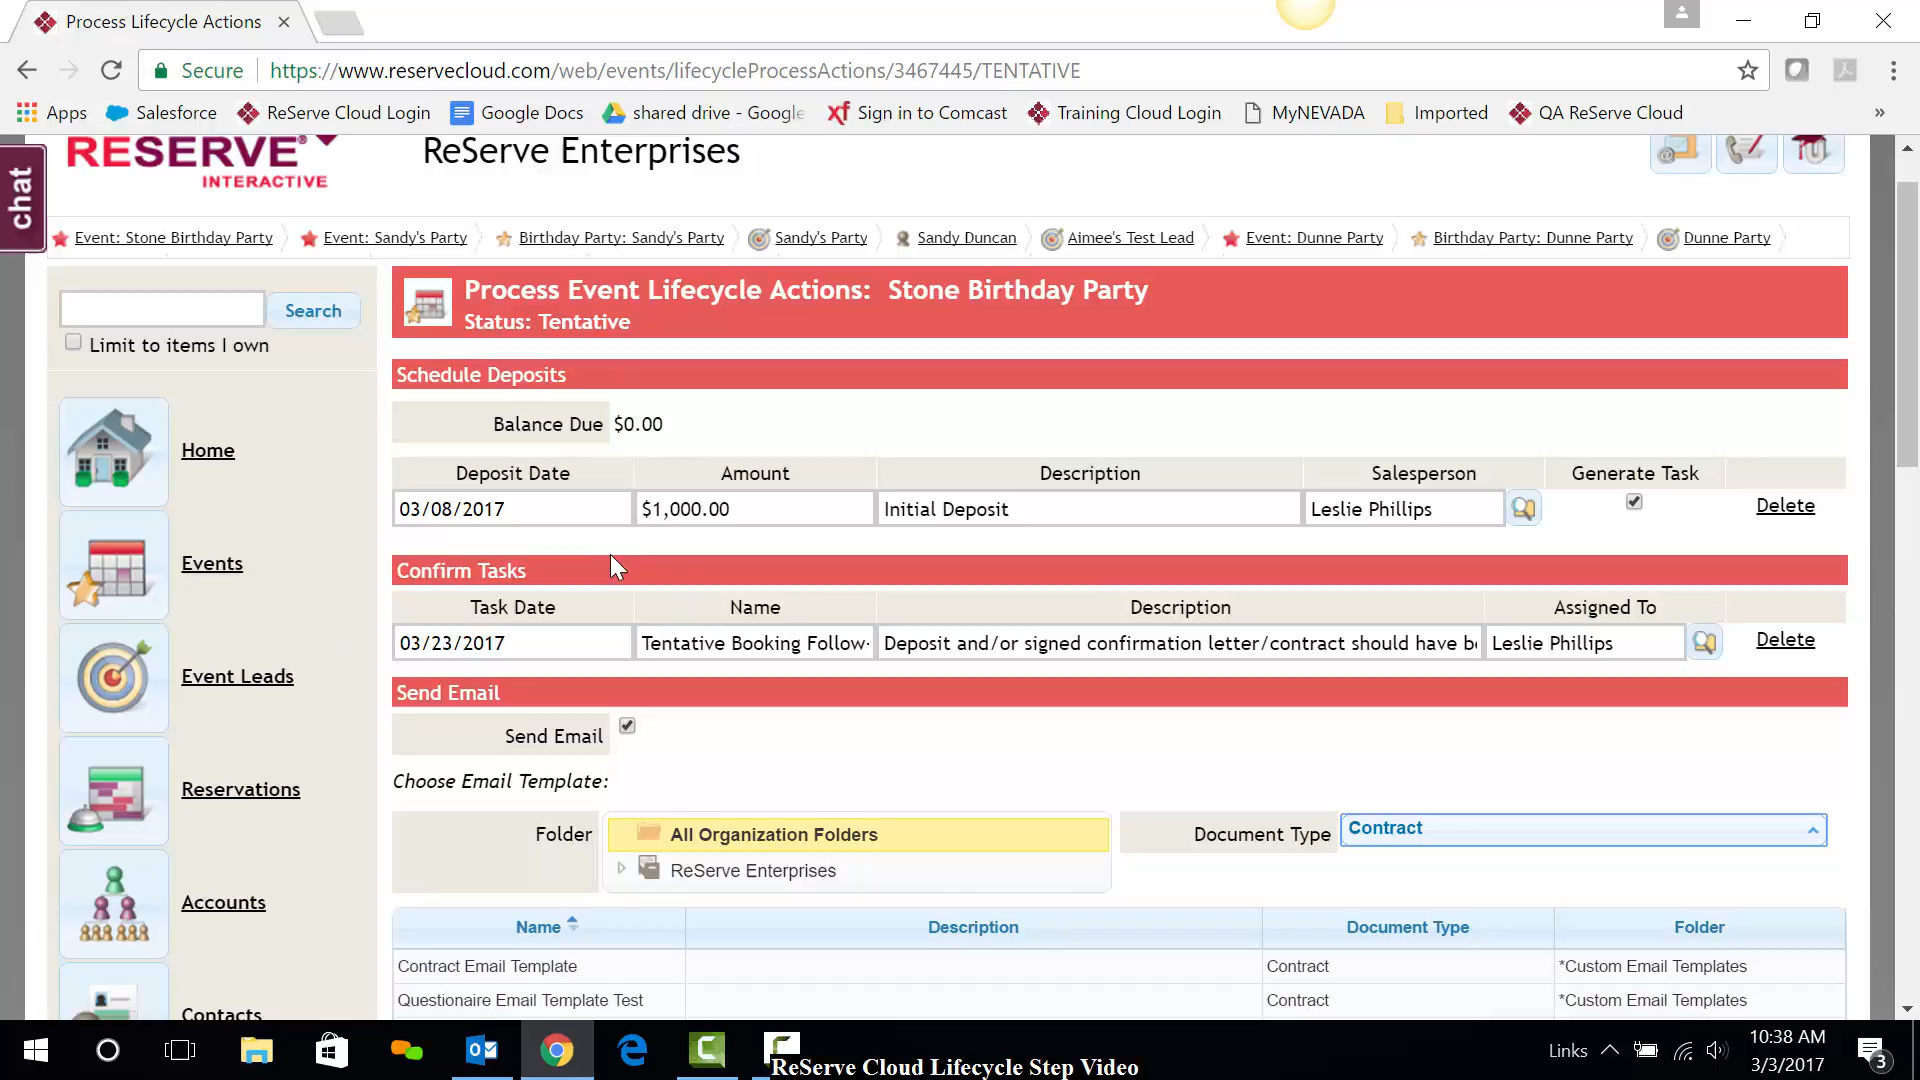 Process Lifecycle Actions
Secure https://www.reservecloud.com/web/events/lifecycleProcessActions/3467445/TENTATIVE
Apps Salesforce ReServe Cloud Login Google Docs shared drive - Google Sign in to Comcast Training Cloud Login MyNEVADA Imported QA ReServe Cloud »
RESERVE®
INTERACTIVE
ReServe Enterprises
chat
Event: Stone Birthday Party Event: Sandy's Party Birthday Party: Sandy's Party Sandy's Party Sandy Duncan Aimee's Test Lead Event: Dunne Party Birthday Party: Dunne Party Dunne Party
Search
Limit to items I own
Home
Events
Event Leads
Reservations
Accounts
Contacts
Process Event Lifecycle Actions: Stone Birthday Party
Status: Tentative
Schedule Deposits
Balance Due $0.00
Deposit Date Amount Description Salesperson Generate Task
03/08/2017 $1,000.00 Initial Deposit Leslie Phillips Delete
Confirm Tasks
Task Date Name Description Assigned To
03/23/2017 Tentative Booking Follow- Deposit and/or signed confirmation letter/contract should have be Leslie Phillips Delete
Send Email
Send Email
Choose Email Template:
Folder All Organization Folders Document Type Contract
ReServe Enterprises
Name Description Document Type Folder
Contract Email Template Contract *Custom Email Templates
Questionaire Email Template Test Contract *Custom Email Templates
Links 10:38 AM
3/3/2017
3
ReServe Cloud Lifecycle Step Video